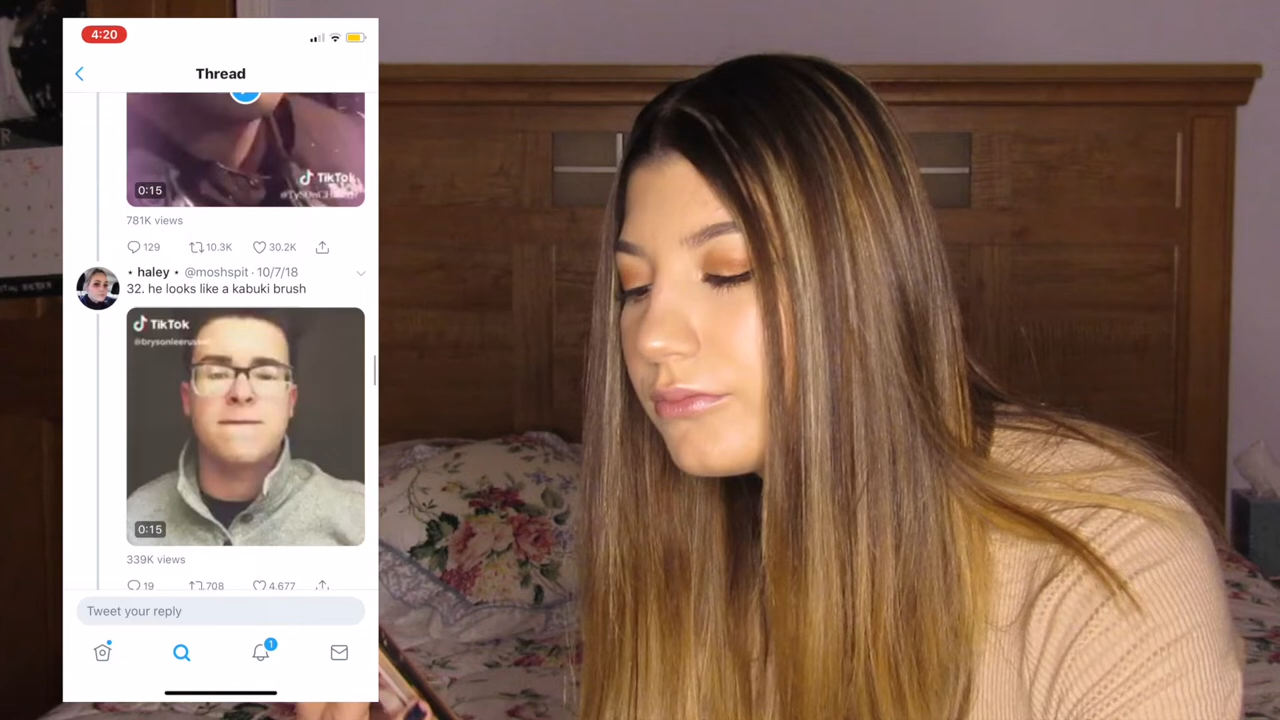 4:20
Thread
TikTok
0:15
781K views
129 10.3K 30.2K
⋆ haley ⋆ @moshspit · 10/7/18
32. he looks like a kabuki brush
TikTok
0:15
339K views
19 708 4,677
Tweet your reply
1